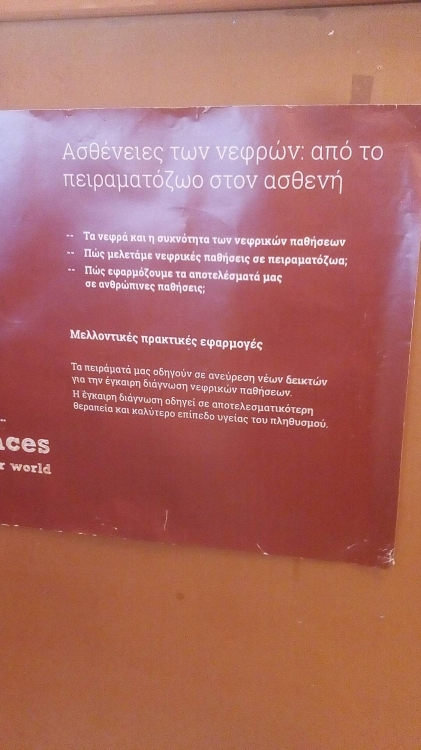 Ασθένειες των νεφρών: από το
πειραματόζωο στον ασθενή
-- Τα νεφρά και η συχνότητα των νεφρικών παθήσεων
-- Πώς μελετάμε νεφρικές παθήσεις σε πειραματόζωα;
-- Πώς εφαρμόζουμε τα αποτελέσματά μας
σε ανθρώπινες παθήσεις;
Μελλοντικές πρακτικές εφαρμογές
Τα πειράματά μας οδηγούν σε ανεύρεση νέων δεικτών
για την έγκαιρη διάγνωση νεφρικών παθήσεων.
Η έγκαιρη διάγνωση οδηγεί σε αποτελεσματικότερη
θεραπεία και καλύτερο επίπεδο υγείας του πληθυσμού.
nces
r world